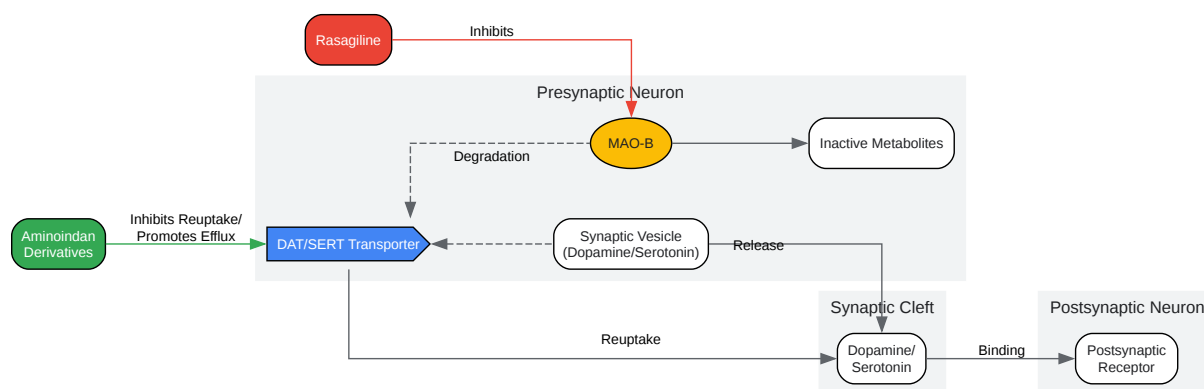 Rasagiline
Inhibits
Presynaptic Neuron
MAO-B
Inactive Metabolites
Degradation
Inhibits Reuptake/
Promotes Efflux
Aminoindan
Derivatives
DAT/SERT Transporter
Synaptic Vesicle
(Dopamine/Serotonin)
Release
Synaptic Cleft
Postsynaptic Neuron
Reuptake
Dopamine/
Serotonin
Binding
Postsynaptic
Receptor